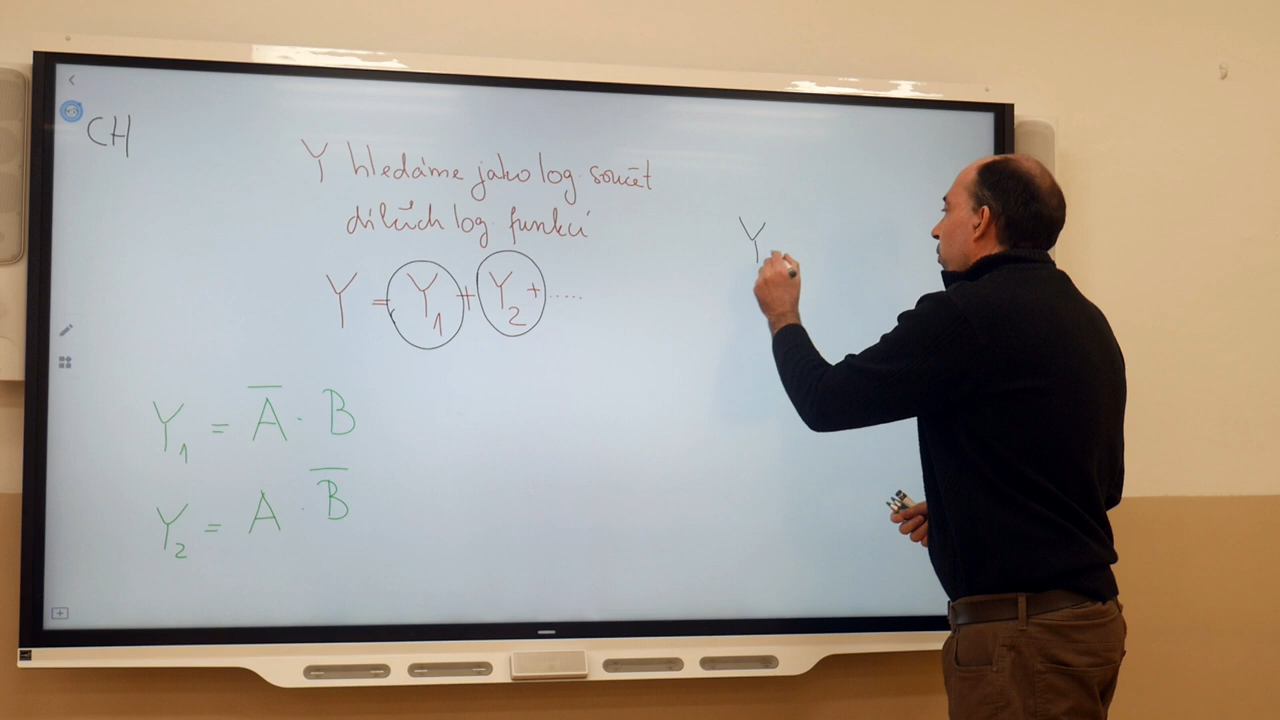 CH
Y hledáme jako log. součet
dílčích log. funkcí
Y = Y₁ + Y₂ + .....
Y
Y₁ = A̅ · B
Y₂ = A · B̅